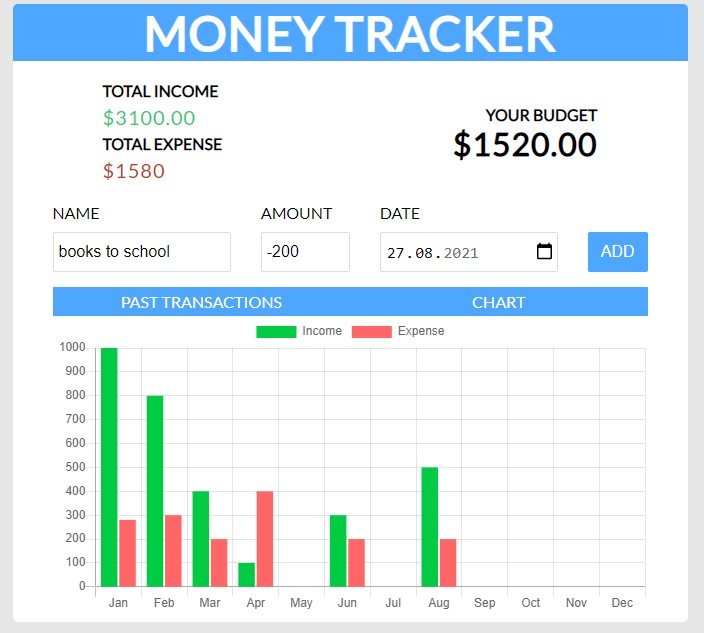 MONEY TRACKER
TOTAL INCOME
$3100.00
TOTAL EXPENSE
$1580
YOUR BUDGET
$1520.00
NAME AMOUNT DATE
books to school -200 27.08.2021 ADD
PAST TRANSACTIONS CHART
Income Expense
1000
900
800
700
600
500
400
300
200
100
0
Jan Feb Mar Apr May Jun Jul Aug Sep Oct Nov Dec